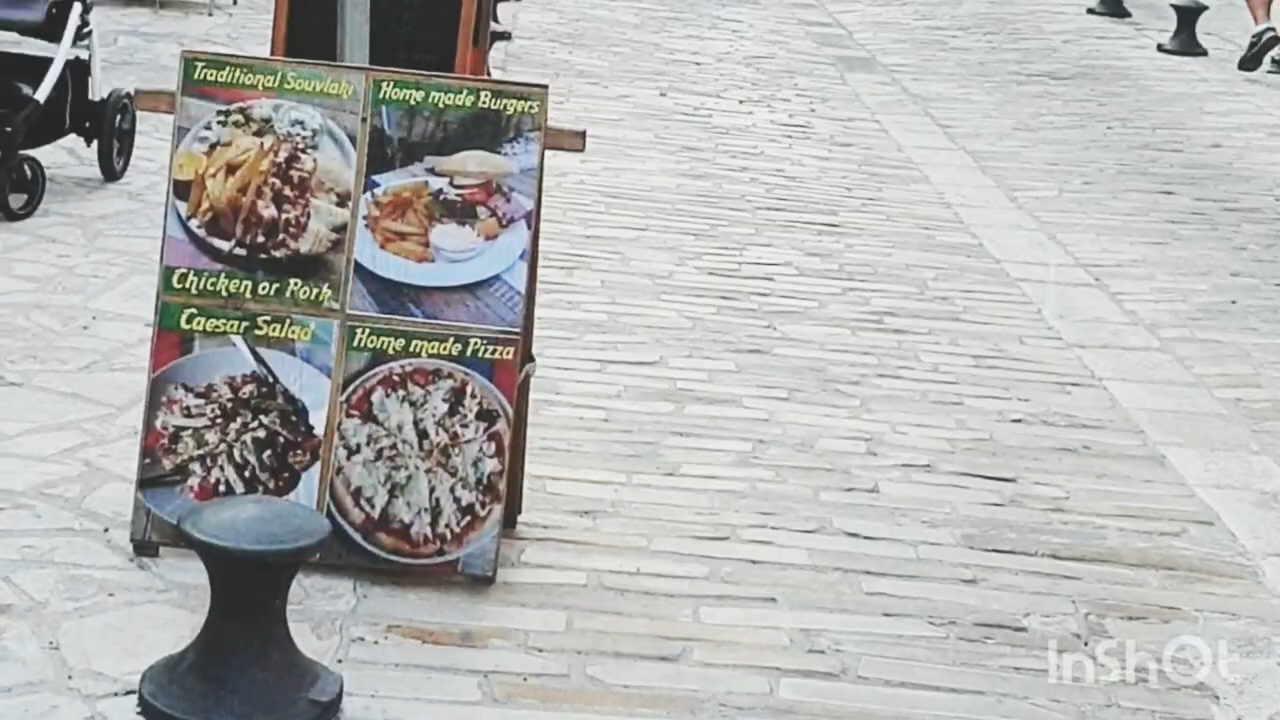 Traditional Souvlaki
Home made Burgers
Chicken or Pork
Caesar Salad
Home made Pizza
InShOt